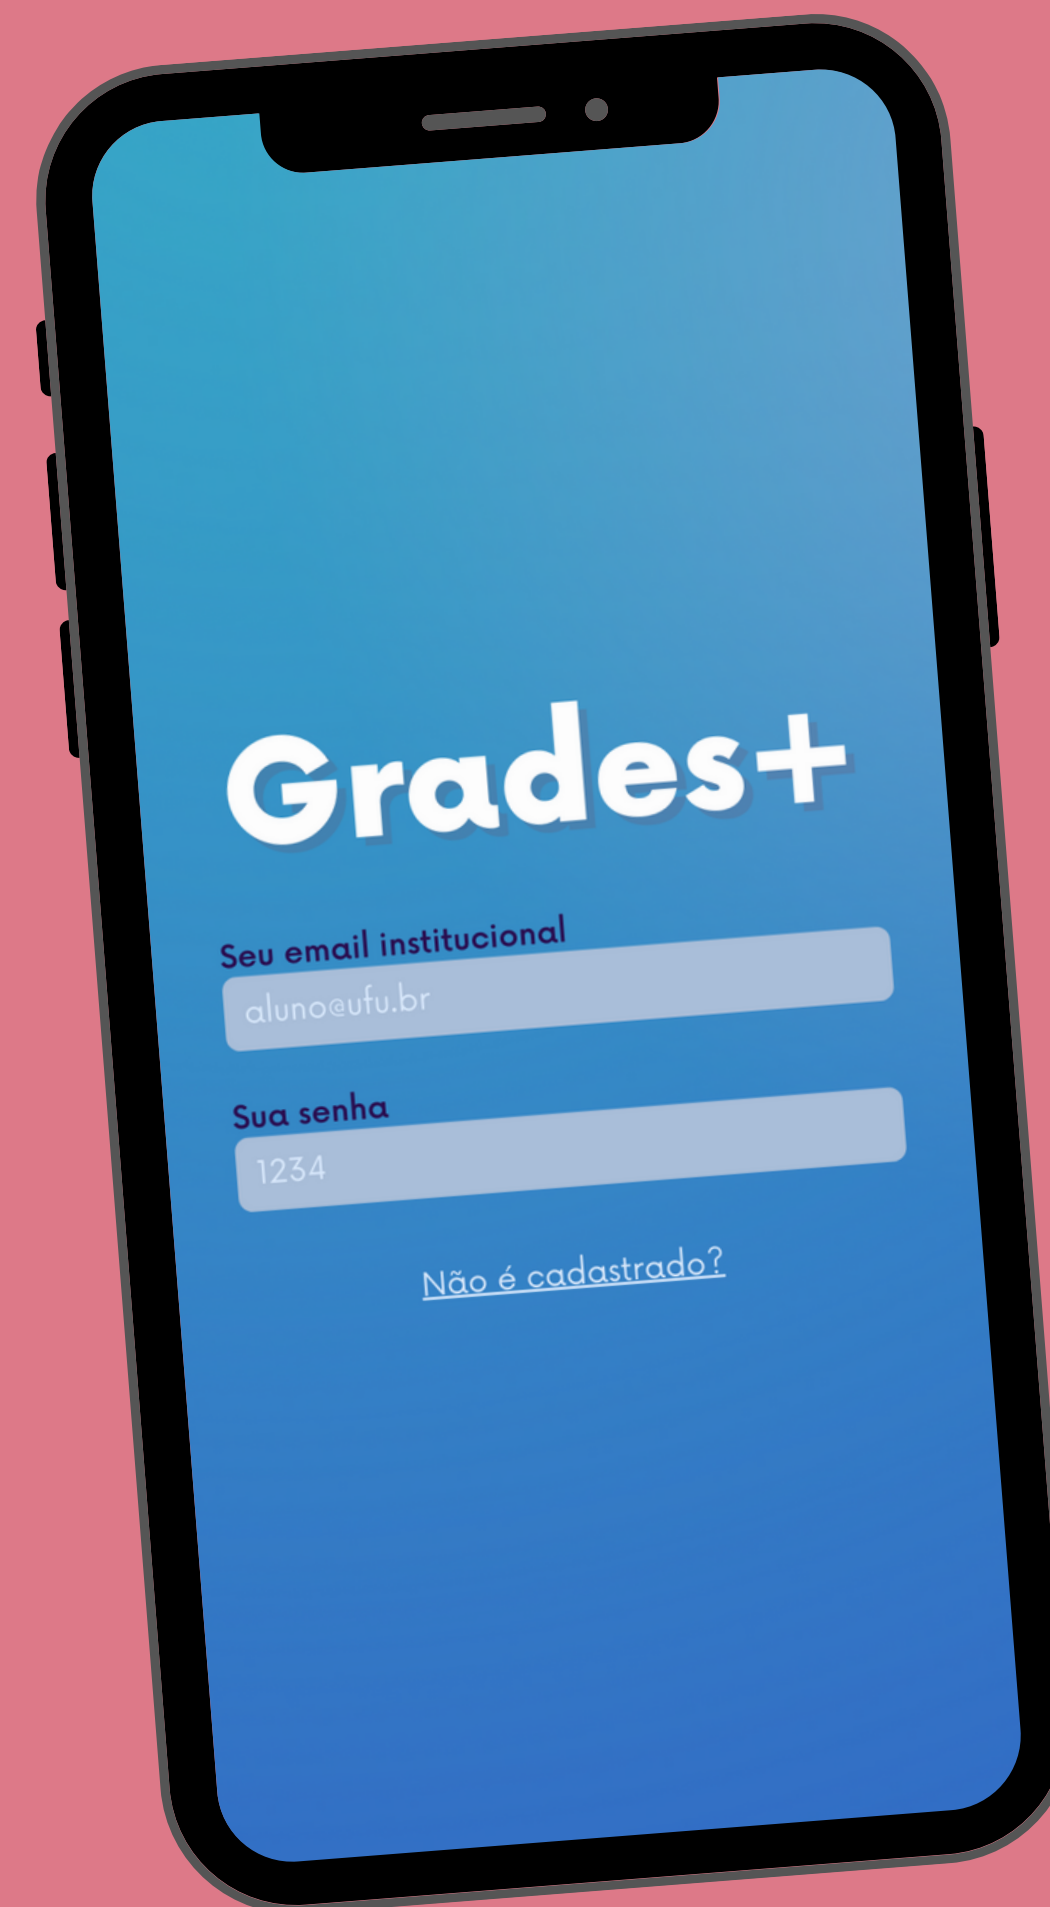 Grades+
Seu email institucional
aluno@ufu.br
Sua senha
1234
Não é cadastrado?